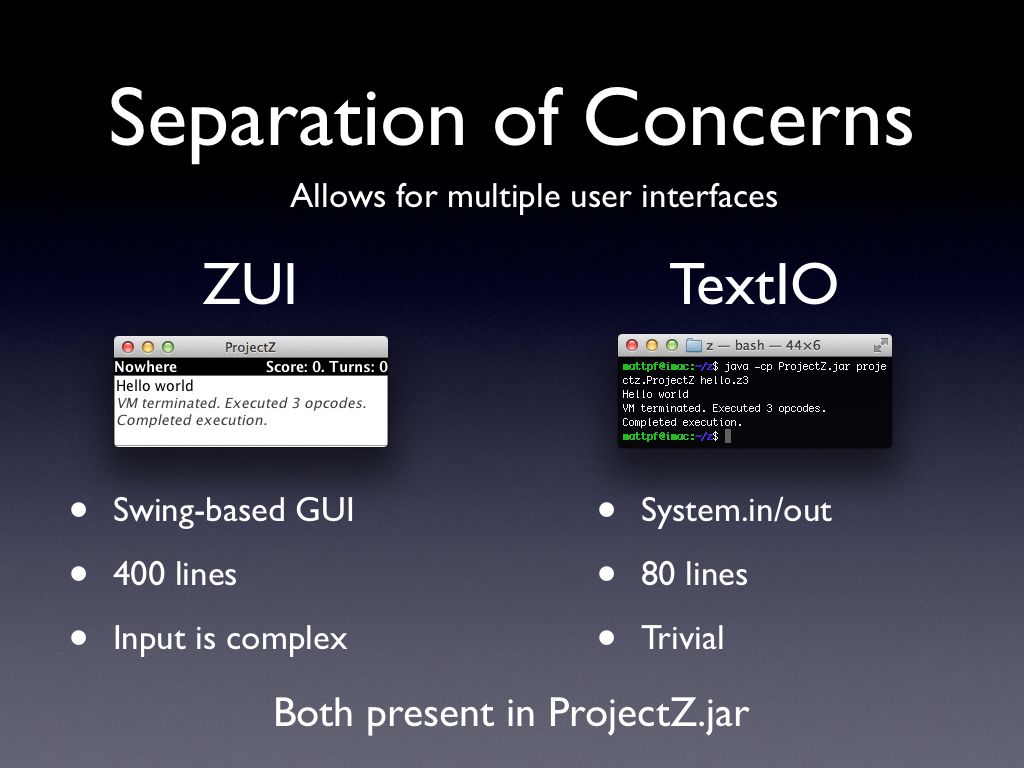 Separation of Concerns
Allows for multiple user interfaces
ZUI
ProjectZ
Nowhere Score: 0. Turns: 0
Hello world
VM terminated. Executed 3 opcodes.
Completed execution.
• Swing-based GUI
• 400 lines
• Input is complex
TextIO
z — bash — 44×6
mattpf@imac:~/z$ java -cp ProjectZ.jar proje
ctz.ProjectZ hello.z3
Hello world
VM terminated. Executed 3 opcodes.
Completed execution.
mattpf@imac:~/z$
• System.in/out
• 80 lines
• Trivial
Both present in ProjectZ.jar